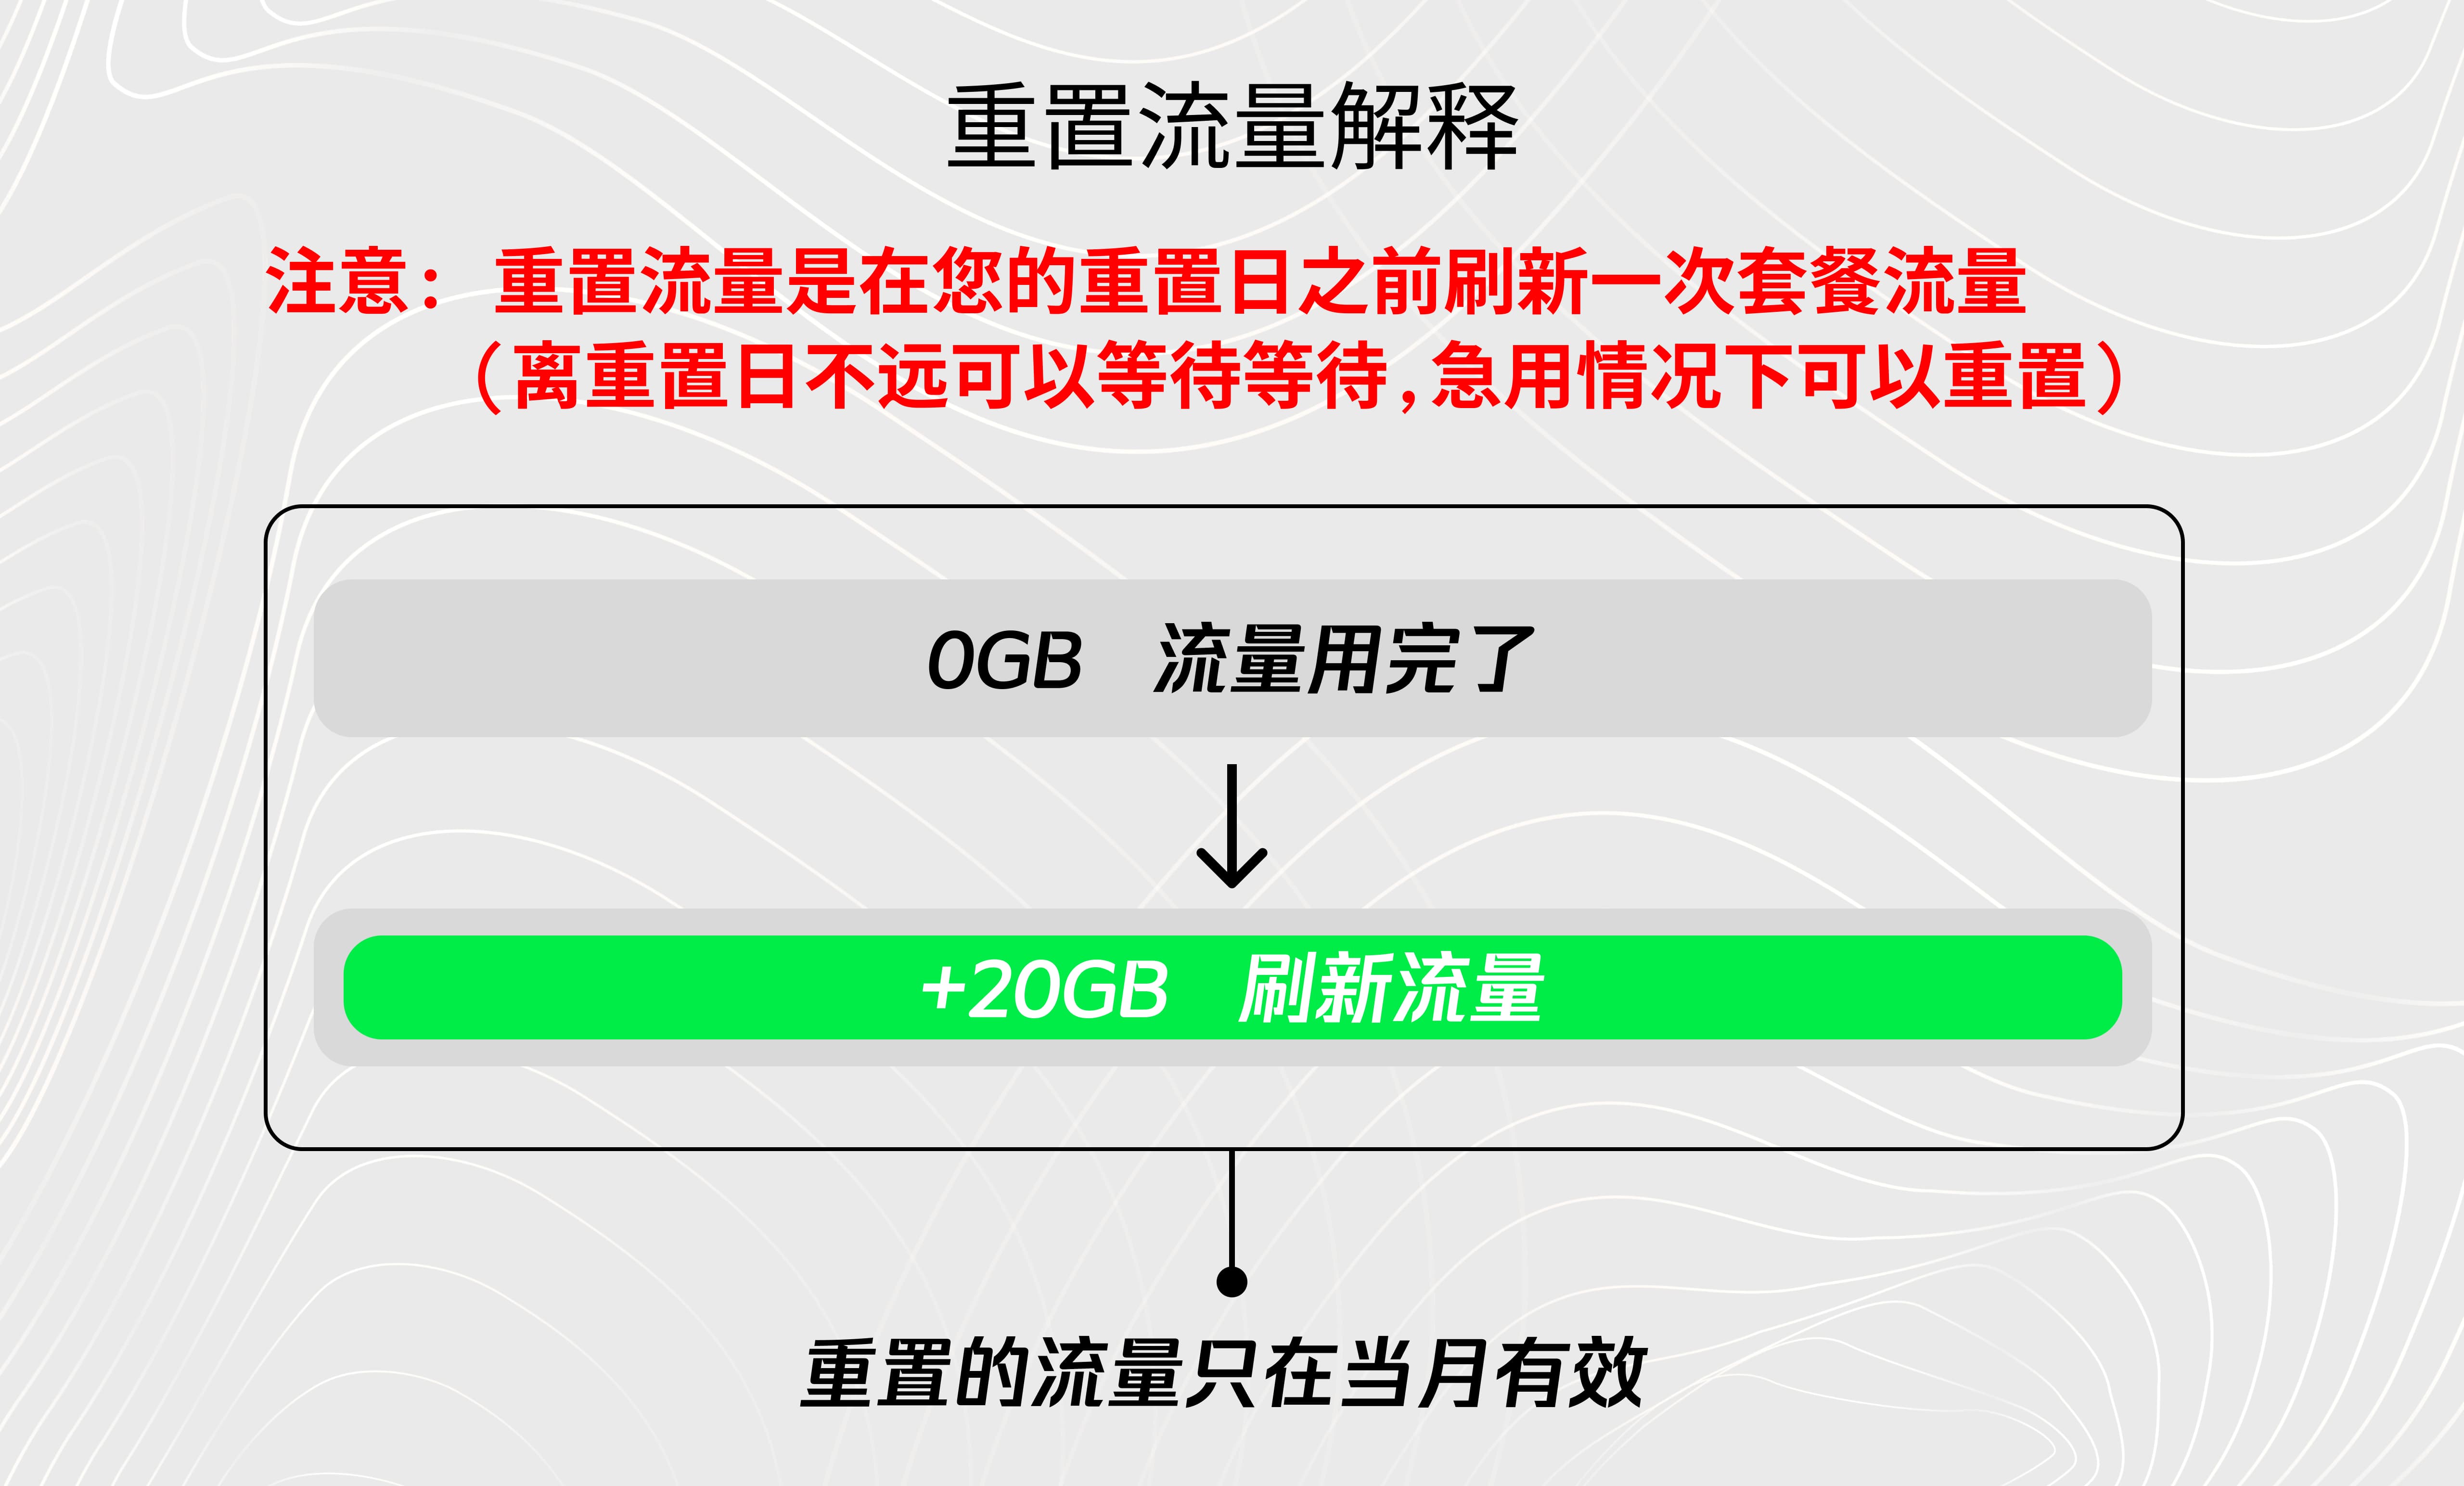 重置流量解释
注意：重置流量是在您的重置日之前刷新一次套餐流量
（离重置日不远可以等待等待，急用情况下可以重置）
0GB 流量用完了
+20GB 刷新流量
重置的流量只在当月有效